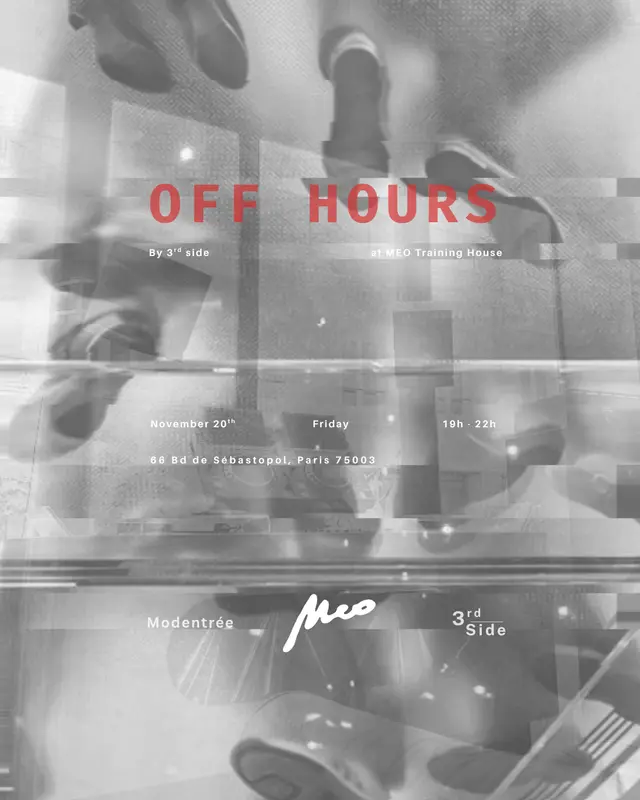 OFF HOURS
By 3rd side at MEO Training House
November 20th Friday 19h - 22h
66 Bd de Sébastopol, Paris 75003
Modentrée Meo 3rd Side